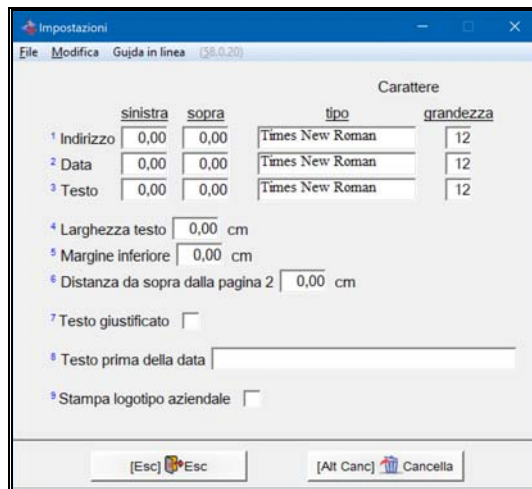 Impostazioni
File Modifica Gujda in linea (58.0.20)
Carattere
sinistra sopra tipo grandezza
1 Indirizzo 0,00 0,00 Times New Roman 12
2 Data 0,00 0,00 Times New Roman 12
3 Testo 0,00 0,00 Times New Roman 12
4 Larghezza testo 0,00 cm
5 Margine inferiore 0,00 cm
6 Distanza da sopra dalla pagina 2 0,00 cm
7 Testo giustificato
8 Testo prima della data
9 Stampa logotipo aziendale
[Esc] Esc [Alt Canc] Cancella